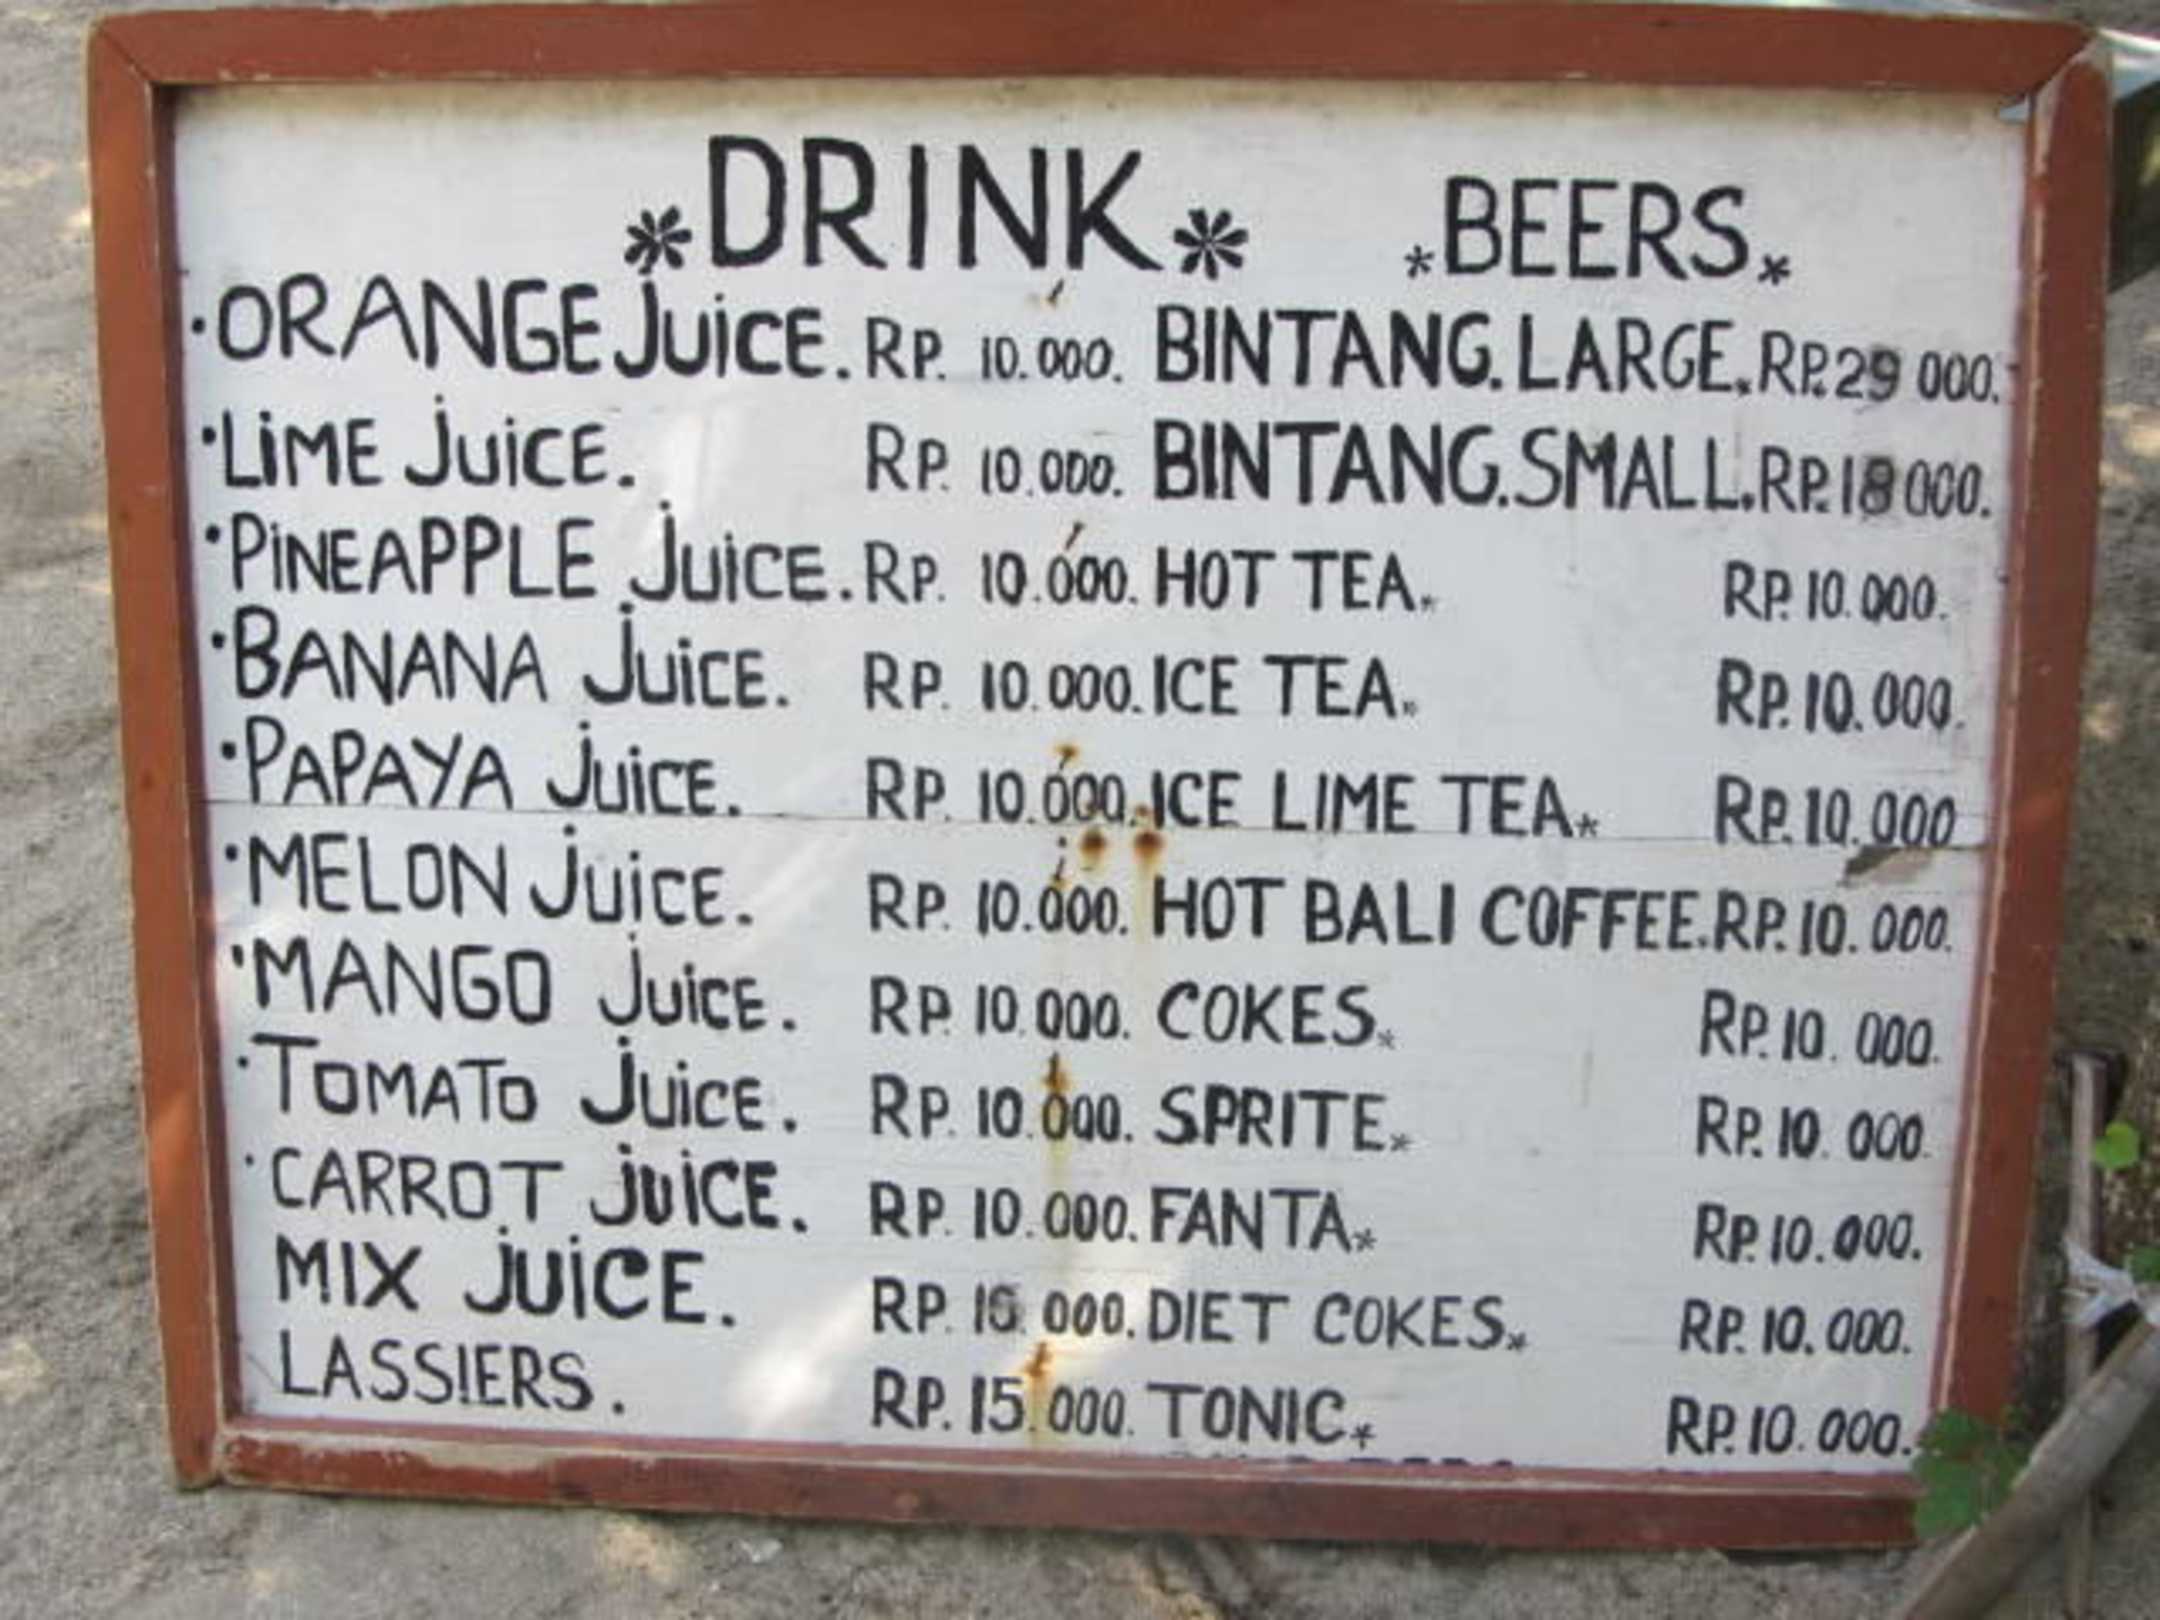 *DRINK* *BEERS*
·ORANGE JUICE. RP. 10.000. BINTANG. LARGE. RP. 29 000.
·LIME JUICE. RP. 10.000. BINTANG. SMALL. RP. 18 000.
·PINEAPPLE JUICE. RP. 10.000. HOT TEA* RP. 10.000.
·BANANA JUICE. RP. 10.000. ICE TEA* RP. 10.000.
·PAPAYA JUICE. RP. 10.000. ICE LIME TEA* RP. 10.000
·MELON JUICE. RP. 10.000. HOT BALI COFFEE. RP. 10.000.
·MANGO JUICE. RP. 10.000. COKES* RP. 10.000.
·TOMATO JUICE. RP. 10.000. SPRITE* RP. 10.000.
·CARROT JUICE. RP. 10.000. FANTA* RP. 10.000.
MIX JUICE. RP. 000. DIET COKES* RP. 10.000.
LASSIERS. RP. 15.000. TONIC* RP. 10.000.